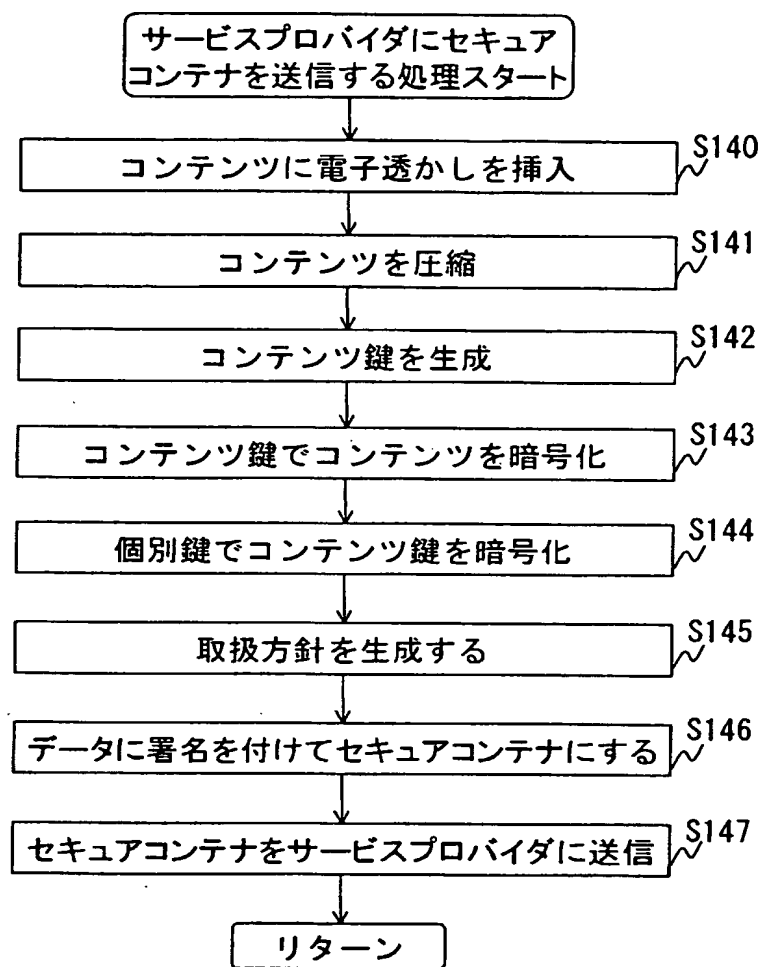 サービスプロバイダにセキュア
コンテナを送信する処理スタート
S140
コンテンツに電子透かしを挿入
S141
コンテンツを圧縮
S142
コンテンツ鍵を生成
S143
コンテンツ鍵でコンテンツを暗号化
S144
個別鍵でコンテンツ鍵を暗号化
S145
取扱方針を生成する
S146
データに署名を付けてセキュアコンテナにする
S147
セキュアコンテナをサービスプロバイダに送信
リターン